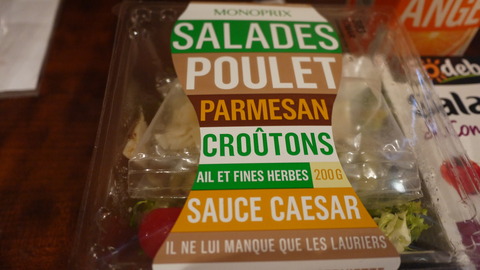 MONOPRIX
SALADES
POULET
PARMESAN
CROÛTONS
AIL ET FINES HERBES 200 G
SAUCE CAESAR
IL NE LUI MANQUE QUE LES LAURIERS
ANGE